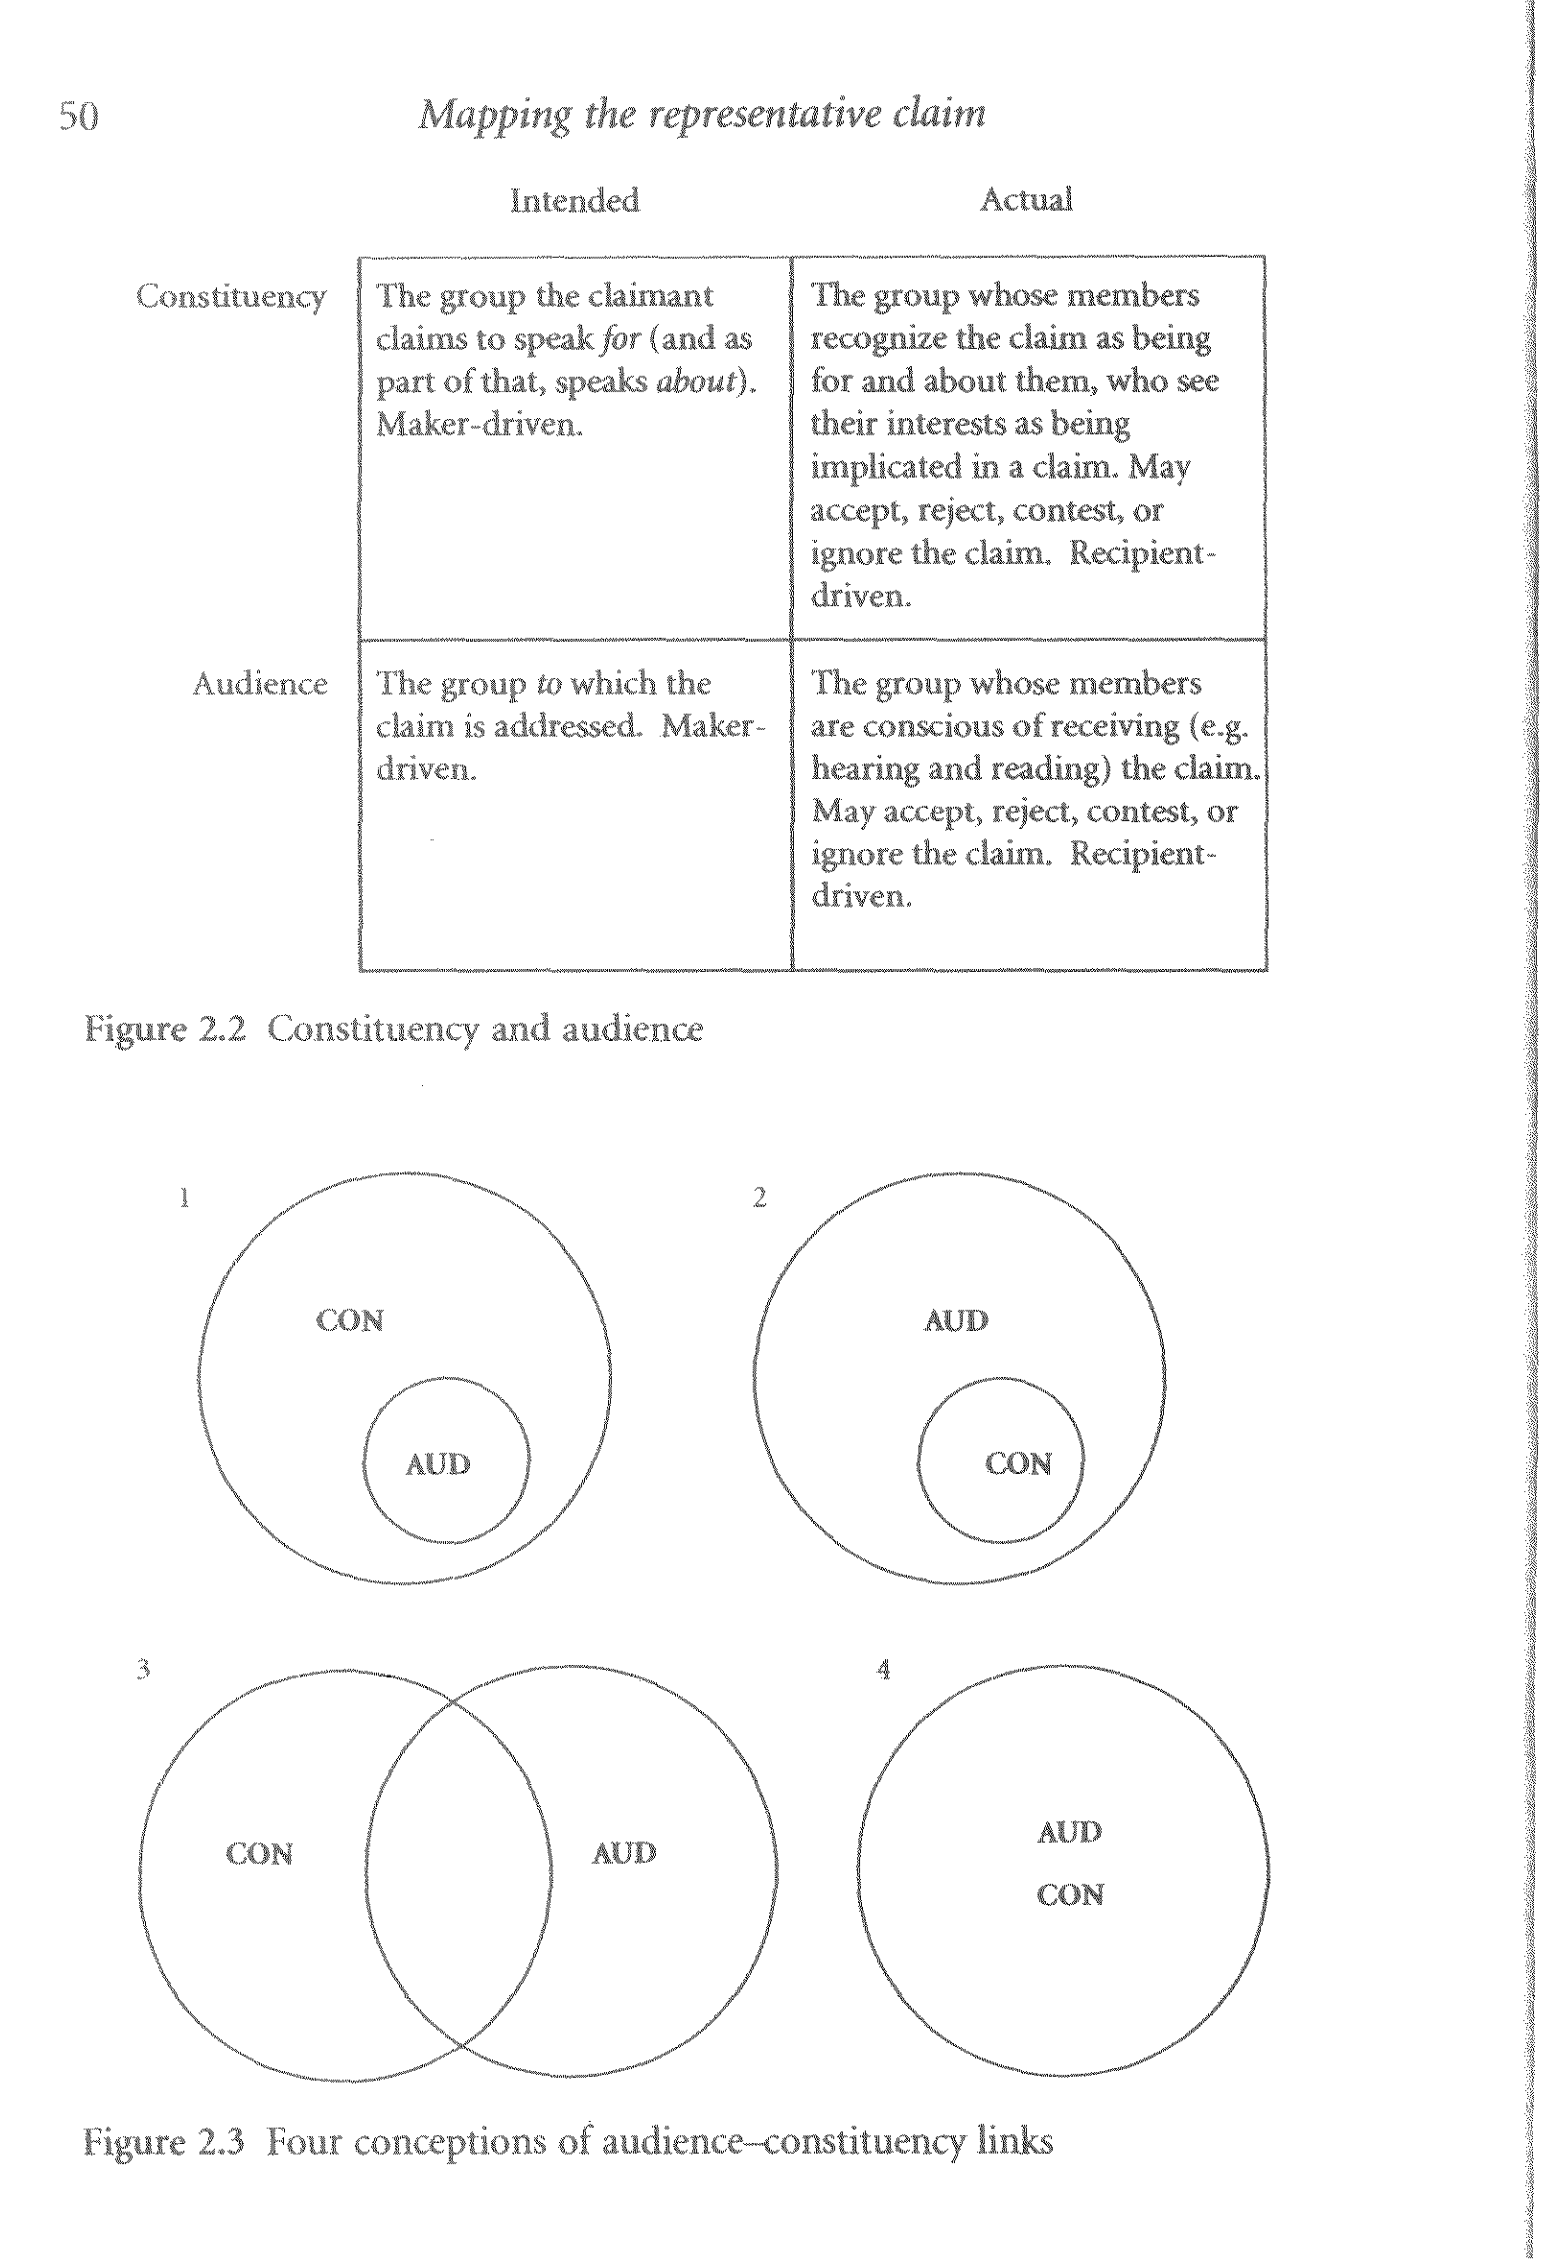 50
Mapping the representative claim
Intended
Actual
Constituency
The group the claimant
claims to speak for (and as
part of that, speaks about).
Maker-driven.
The group whose members
recognize the claim as being
for and about them, who see
their interests as being
implicated in a claim. May
accept, reject, contest, or
ignore the claim. Recipient-
driven.
Audience
The group to which the
claim is addressed. Maker-
driven.
The group whose members
are conscious of receiving (e.g.
hearing and reading) the claim.
May accept, reject, contest, or
ignore the claim. Recipient-
driven.
Figure 2.2 Constituency and audience
1
CON
AUD
2
AUD
CON
3
CON
AUD
4
AUD
CON
Figure 2.3 Four conceptions of audience–constituency links